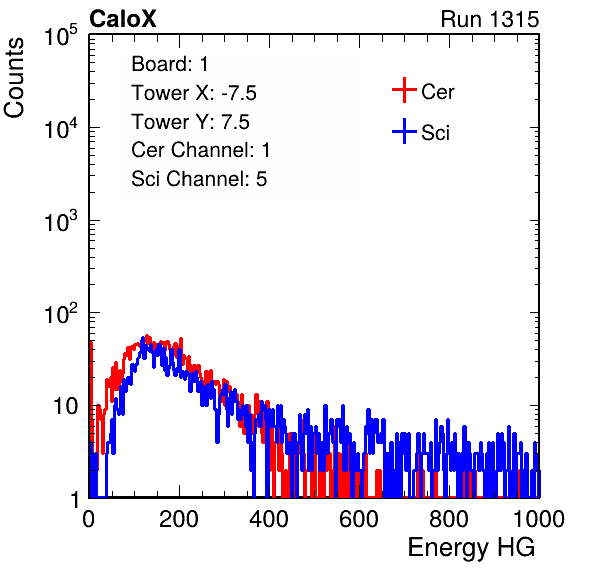 CaloX Run 1315
Counts
10^5
10^4
10^3
10^2
10
1
Board: 1
Tower X: -7.5
Tower Y: 7.5
Cer Channel: 1
Sci Channel: 5
Cer
Sci
0 200 400 600 800 1000
Energy HG